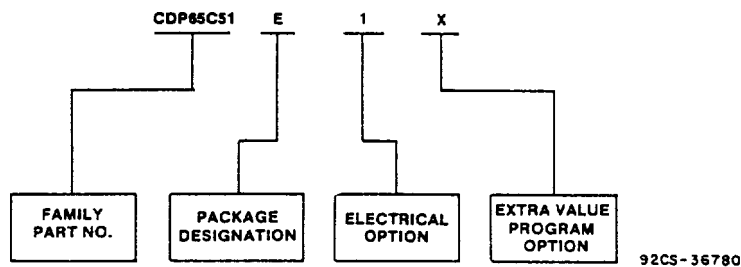 CDP65C51 E 1 X
FAMILY
PART NO.
PACKAGE
DESIGNATION
ELECTRICAL
OPTION
EXTRA VALUE
PROGRAM
OPTION
92CS-36780